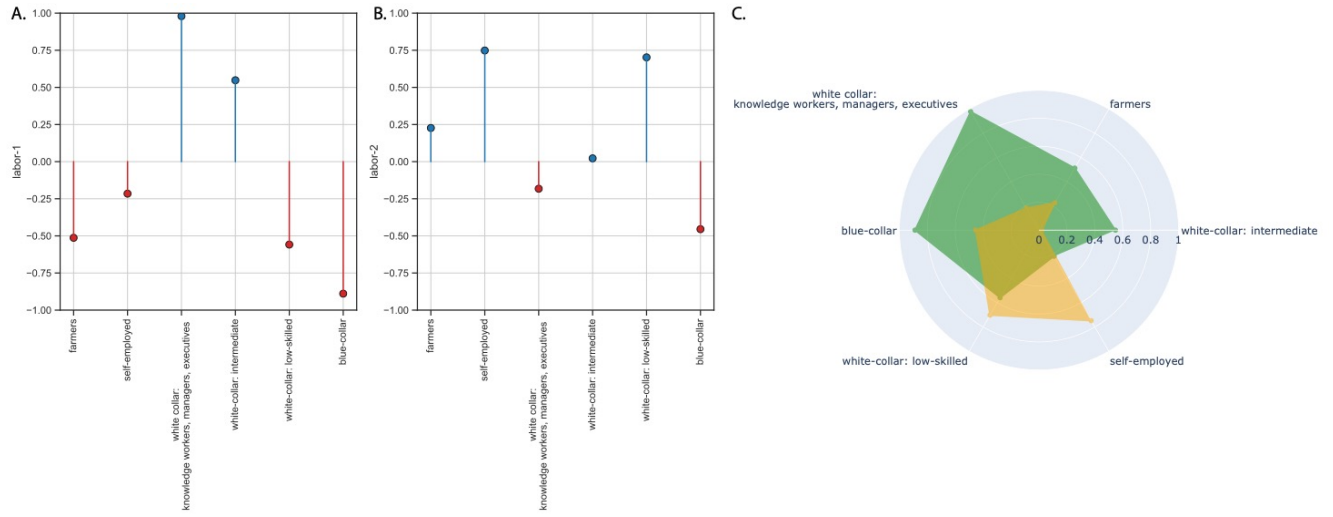 A.
labor-1
1.00
0.75
0.50
0.25
0.00
−0.25
−0.50
−0.75
−1.00
farmers
self-employed
white collar:
knowledge workers, managers, executives
white-collar: intermediate
white-collar: low-skilled
blue-collar
B.
labor-2
1.00
0.75
0.50
0.25
0.00
−0.25
−0.50
−0.75
−1.00
farmers
self-employed
white collar:
knowledge workers, managers, executives
white-collar: intermediate
white-collar: low-skilled
blue-collar
C.
white collar:
knowledge workers, managers, executives
farmers
blue-collar
0 0.2 0.4 0.6 0.8 1
white-collar: intermediate
white-collar: low-skilled
self-employed